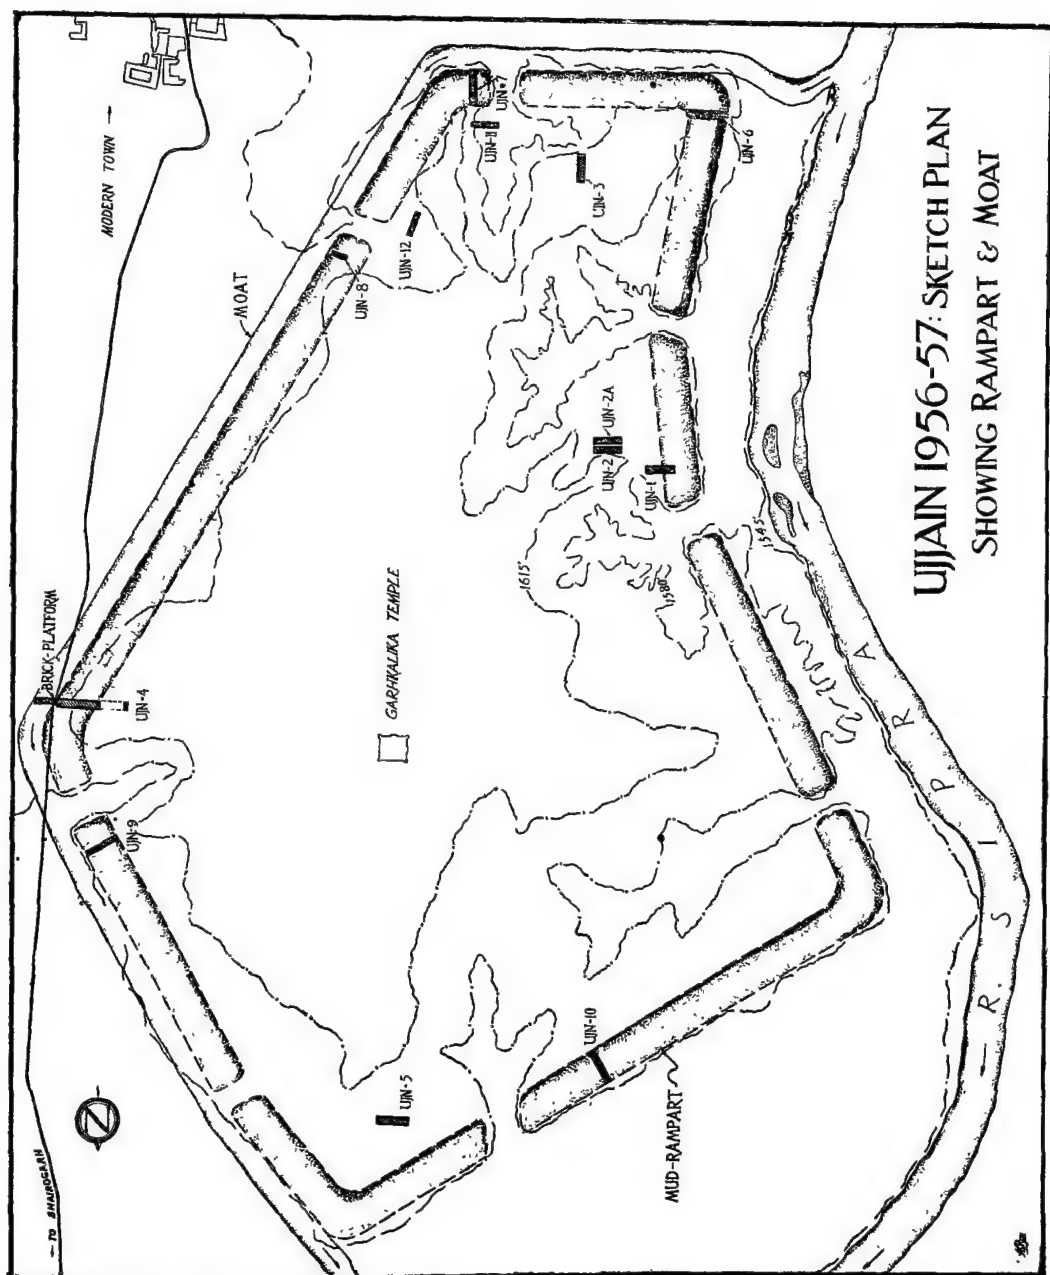 UJJAIN 1956-57: SKETCH PLAN
SHOWING RAMPART & MOAT
← TO BHAIROGARH
MODERN TOWN →
BRICK-PLATFORM
MOAT
UJN-4
UJN-9
UJN-8
UJN-12
UJN-11
UJN-7
UJN-3
UJN-6
GARHKALIKA TEMPLE
UJN-5
1615'
UJN-2
UJN-2A
UJN-1
1580'
1545'
UJN-10
MUD-RAMPART
R. SIPRA
N